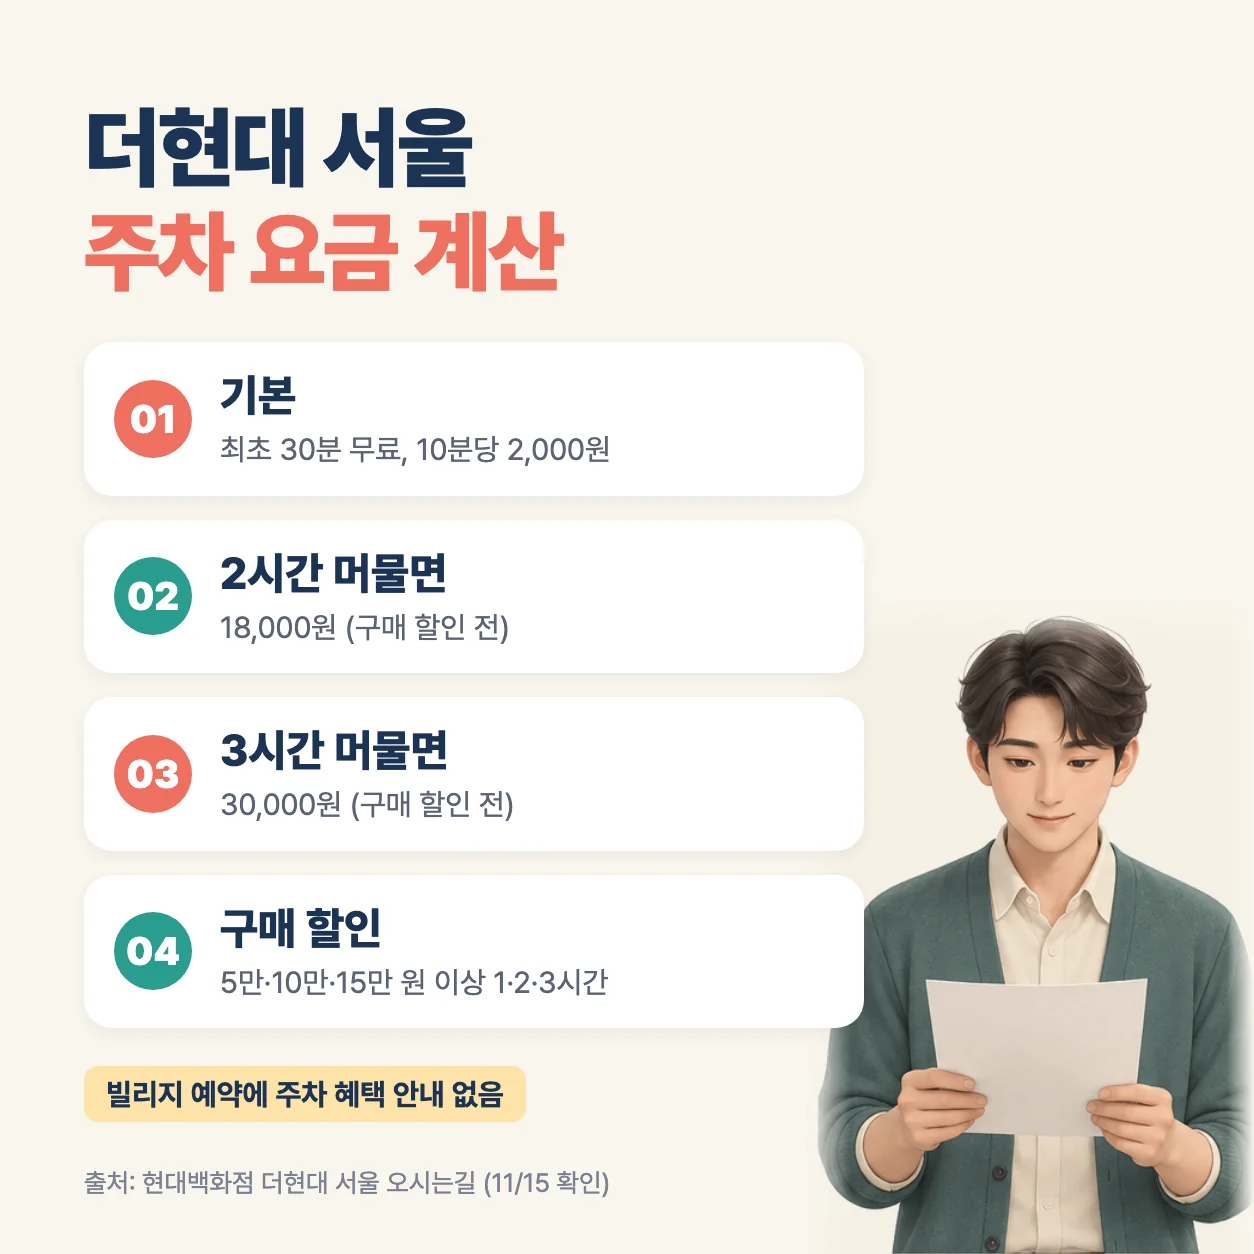 더현대 서울
주차 요금 계산
01
기본
최초 30분 무료, 10분당 2,000원
02
2시간 머물면
18,000원 (구매 할인 전)
03
3시간 머물면
30,000원 (구매 할인 전)
04
구매 할인
5만·10만·15만 원 이상 1·2·3시간
빌리지 예약에 주차 혜택 안내 없음
출처: 현대백화점 더현대 서울 오시는길 (11/15 확인)